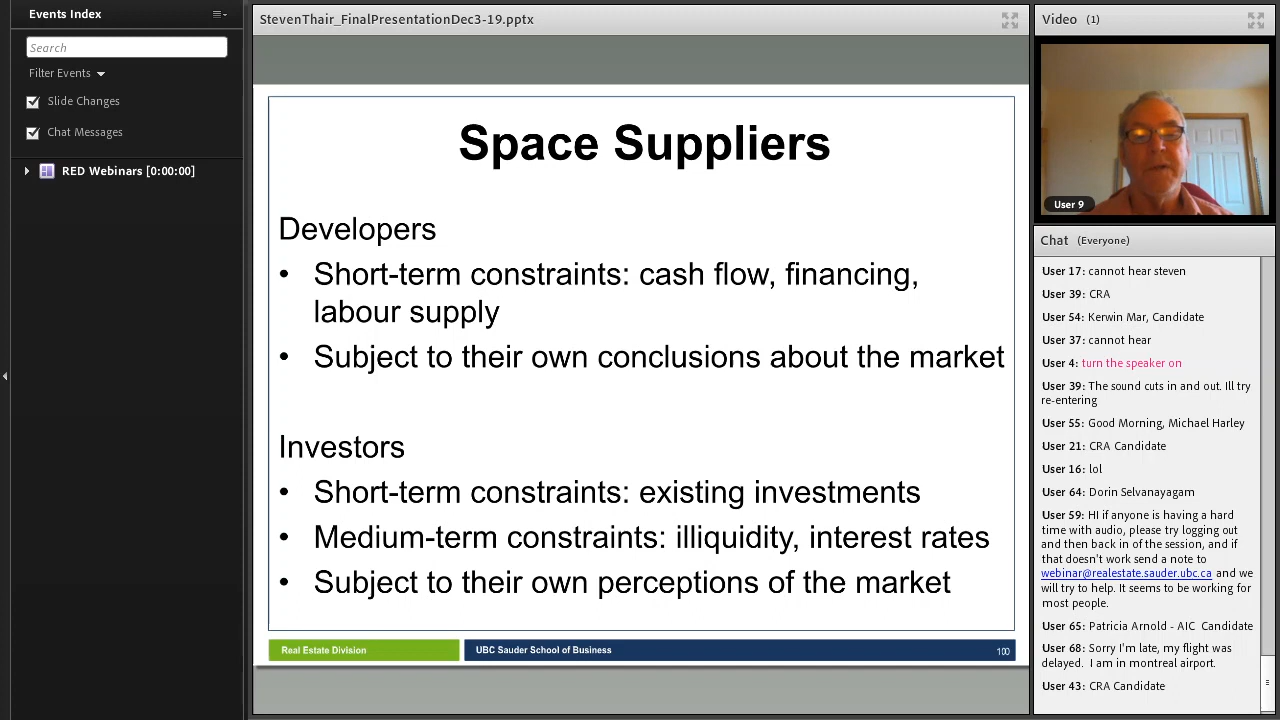 Events Index
Search
Filter Events
Slide Changes
Chat Messages
RED Webinars [0:00:00]
StevenThair_FinalPresentationDec3-19.pptx
Space Suppliers
Developers
• Short-term constraints: cash flow, financing,
labour supply
• Subject to their own conclusions about the market
Investors
• Short-term constraints: existing investments
• Medium-term constraints: illiquidity, interest rates
• Subject to their own perceptions of the market
Real Estate Division
UBC Sauder School of Business
100
Video (1)
User 9
Chat (Everyone)
User 17: cannot hear steven
User 39: CRA
User 54: Kerwin Mar, Candidate
User 37: cannot hear
User 4: turn the speaker on
User 39: The sound cuts in and out. Ill try
re-entering
User 55: Good Morning, Michael Harley
User 21: CRA Candidate
User 16: lol
User 64: Dorin Selvanayagam
User 59: HI if anyone is having a hard
time with audio, please try logging out
and then back in of the session, and if
that doesn't work send a note to
webinar@realestate.sauder.ubc.ca and we
will try to help. It seems to be working for
most people.
User 65: Patricia Arnold - AIC Candidate
User 68: Sorry I'm late, my flight was
delayed. I am in montreal airport.
User 43: CRA Candidate